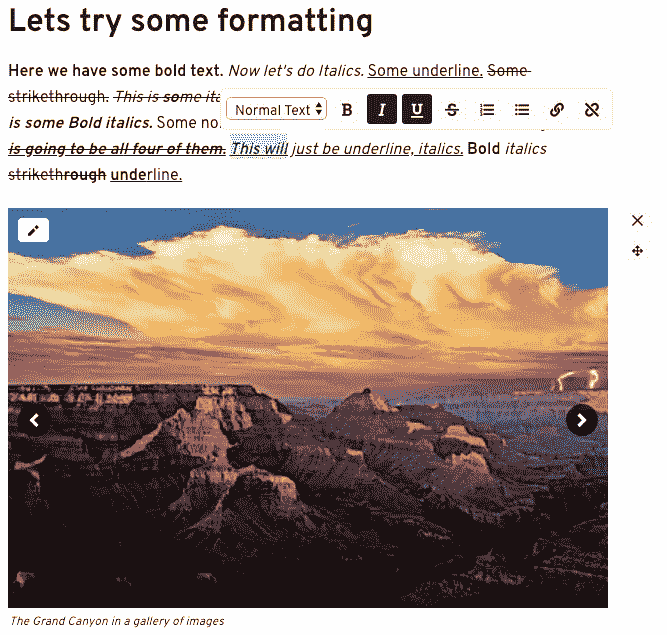 Lets try some formatting
Here we have some bold text. Now let's do Italics. Some underline. Some
strikethrough. This is some ita
Normal Text B I U S
is some Bold italics. Some no
is going to be all four of them. This will just be underline, italics. Bold italics
strikethrough underline.
The Grand Canyon in a gallery of images